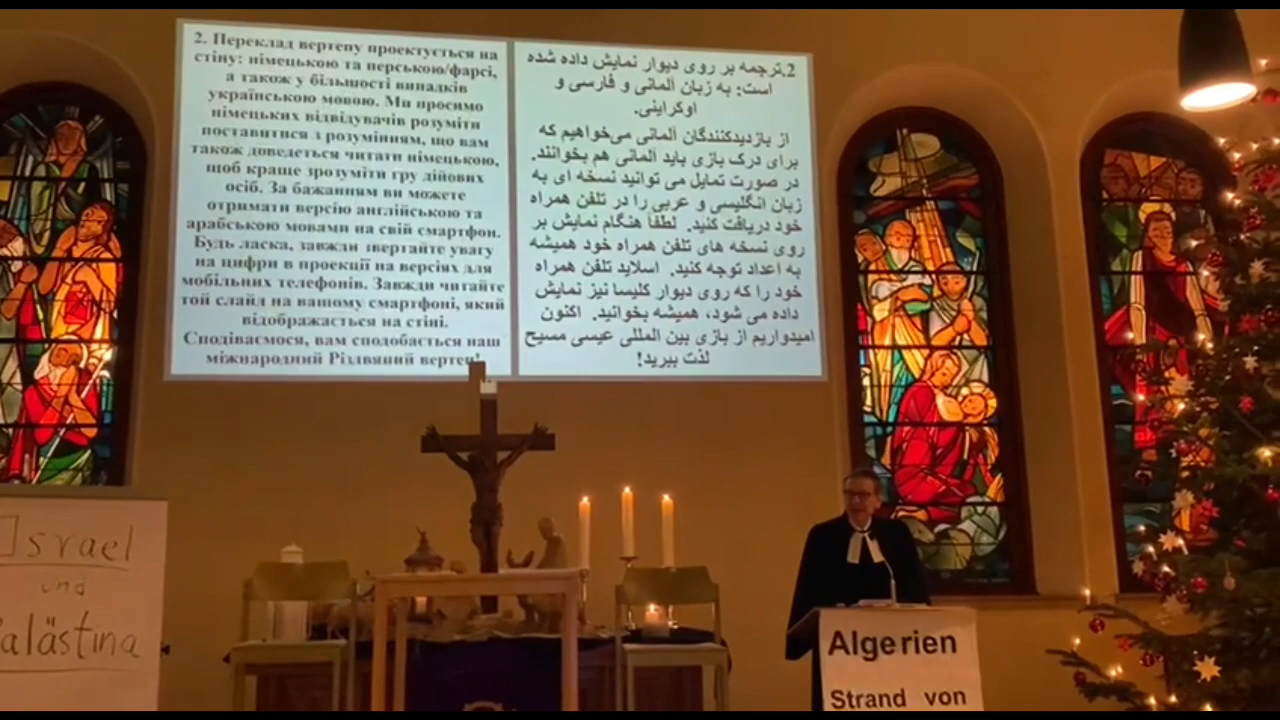 2. Переклад вертепу проектується на
стіну: німецькою та перською/фарсі,
а також у більшості випадків
українською мовою. Ми просимо
німецьких відвідувачів розуміти
поставитися з розумінням, що вам
також доведеться читати німецькою,
щоб краще зрозуміти гру дійових
осіб. За бажанням ви можете
отримати версію англійською та
арабською мовами на свій смартфон.
Будь ласка, завжди звертайте увагу
на цифри в проекції на версіях для
мобільних телефонів. Завжди читайте
той слайд на вашому смартфоні, який
відображається на стіні.
Сподіваємося, вам сподобається наш
міжнародний Різдвяний вертеп!
2.ترجمه بر روی دیوار نمایش داده شده
است: به زبان آلمانی و فارسی و
اوکراینی.
از بازدیدکنندگان آلمانی می‌خواهیم که
برای درک بازی باید آلمانی هم بخوانند.
در صورت تمایل می توانید نسخه ای به
زبان انگلیسی و عربی را در تلفن همراه
خود دریافت کنید. لطفاً هنگام نمایش بر
روی نسخه های تلفن همراه خود همیشه
به اعداد توجه کنید. اسلاید تلفن همراه
خود را که روی دیوار کلیسا نیز نمایش
داده می شود، همیشه بخوانید. اکنون
امیدواریم از بازی بین المللی عیسی مسیح
لذت ببرید!
Israel
und
alästina
Algerien
Strand von